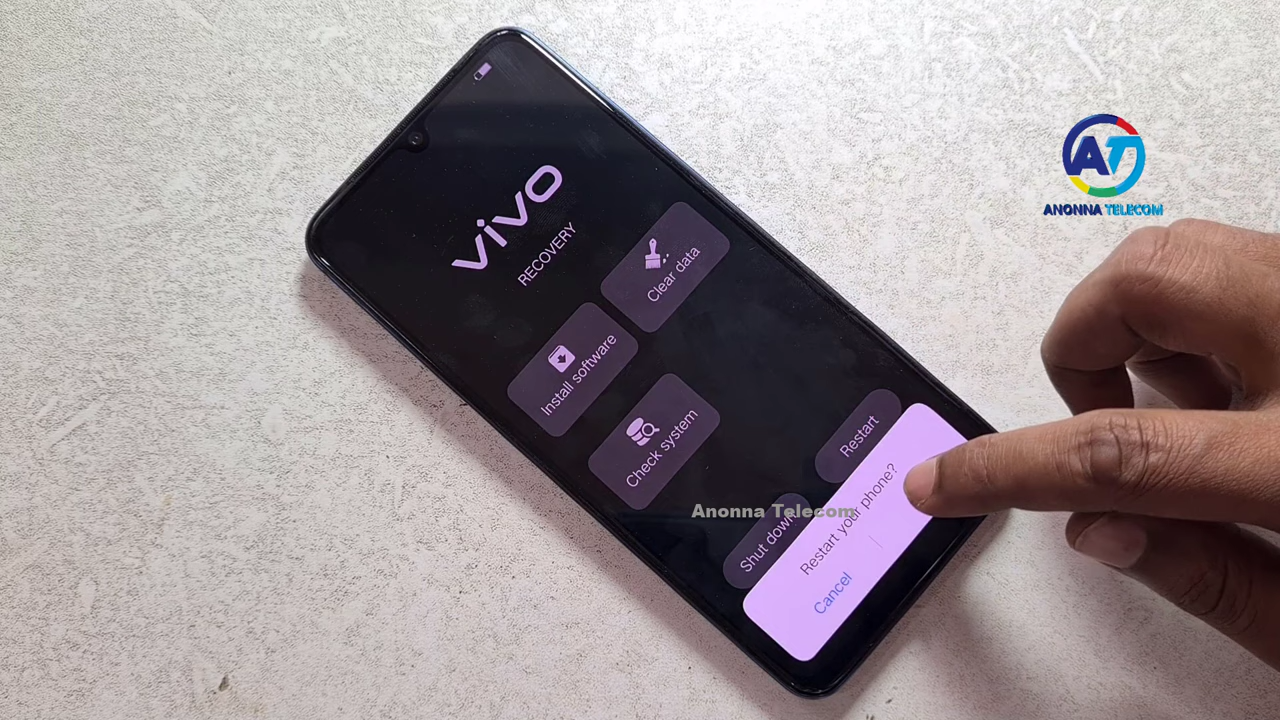 vivo
RECOVERY
Install software
Clear data
Check system
Restart
Shut down
Restart your phone?
Cancel
Anonna Telecom
AT
ANONNA TELECOM